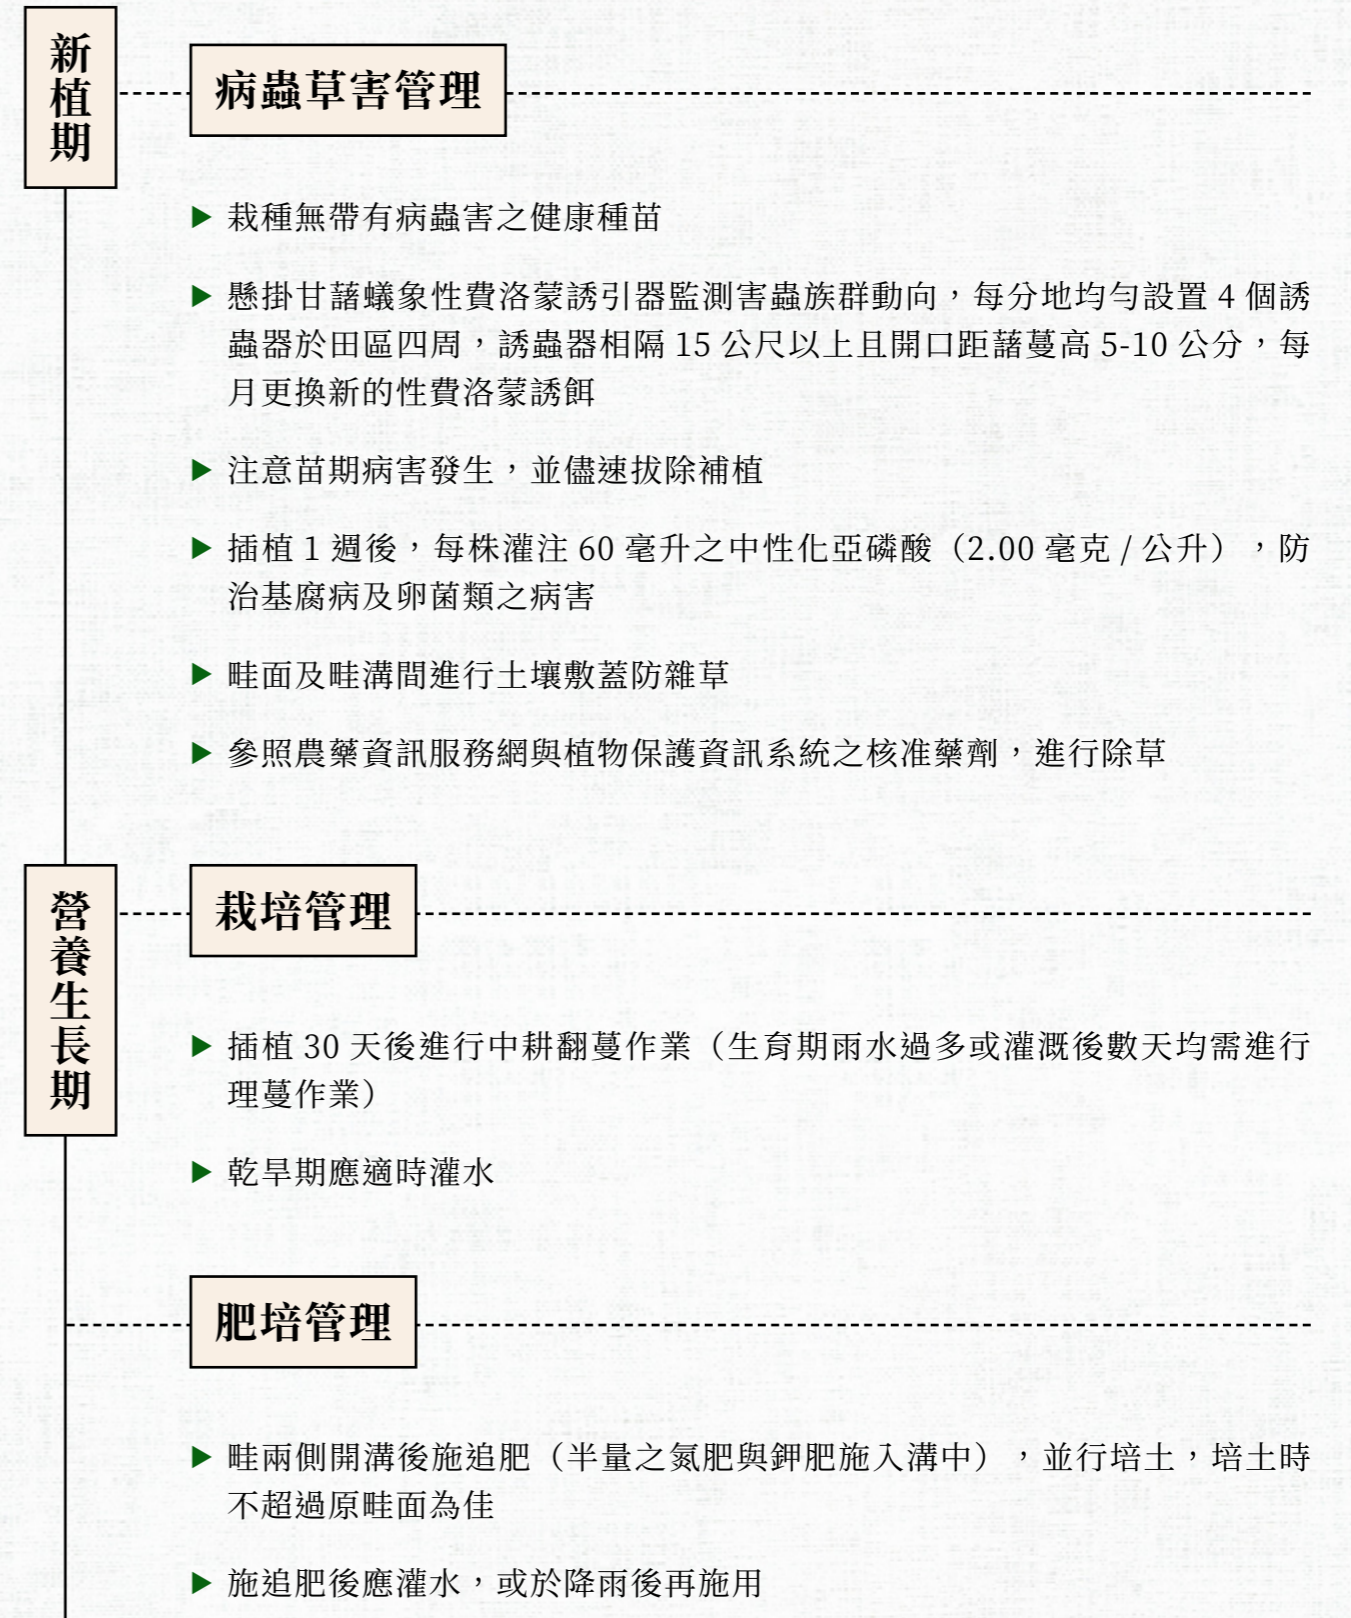 新植期
病蟲草害管理
▶ 栽種無帶有病蟲害之健康種苗
▶ 懸掛甘藷蟻象性費洛蒙誘引器監測害蟲族群動向，每分地均勻設置 4 個誘
蟲器於田區四周，誘蟲器相隔 15 公尺以上且開口距藷蔓高 5-10 公分，每
月更換新的性費洛蒙誘餌
▶ 注意苗期病害發生，並儘速拔除補植
▶ 插植 1 週後，每株灌注 60 毫升之中性化亞磷酸（2.00 毫克 / 公升），防
治基腐病及卵菌類之病害
▶ 畦面及畦溝間進行土壤敷蓋防雜草
▶ 參照農藥資訊服務網與植物保護資訊系統之核准藥劑，進行除草
營養生長期
栽培管理
▶ 插植 30 天後進行中耕翻蔓作業（生育期雨水過多或灌溉後數天均需進行
理蔓作業）
▶ 乾旱期應適時灌水
肥培管理
▶ 畦兩側開溝後施追肥（半量之氮肥與鉀肥施入溝中），並行培土，培土時
不超過原畦面為佳
▶ 施追肥後應灌水，或於降雨後再施用